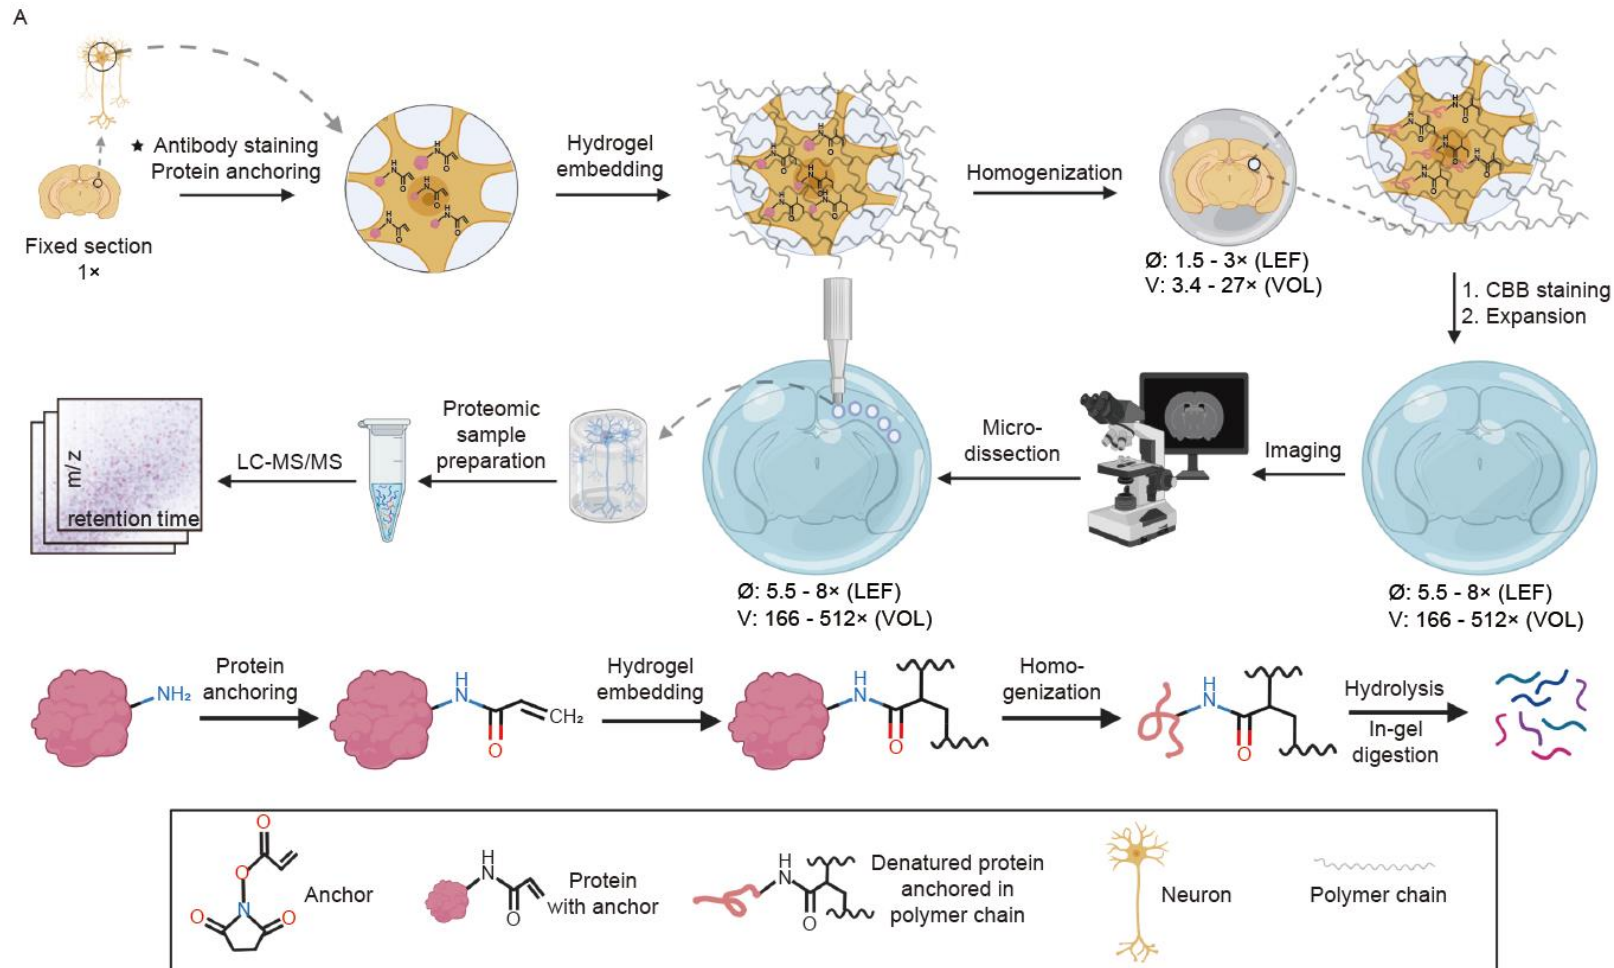 A
★ Antibody staining
Protein anchoring
Fixed section
1×
H
N
O
H
N
O
H
N
O
H
N
O
H
N
O
Hydrogel
embedding
Homogenization
Ø: 1.5 - 3× (LEF)
V: 3.4 - 27× (VOL)
1. CBB staining
2. Expansion
m/z
retention time
LC-MS/MS
Proteomic
sample
preparation
Micro-
dissection
Imaging
Ø: 5.5 - 8× (LEF)
V: 166 - 512× (VOL)
Ø: 5.5 - 8× (LEF)
V: 166 - 512× (VOL)
NH₂
Protein
anchoring
H
N
O
CH₂
Hydrogel
embedding
H
N
O
Homo-
genization
H
N
O
Hydrolysis
In-gel
digestion
O
O
N
O
O
Anchor
H
N
O
Protein
with anchor
H
N
O
Denatured protein
anchored in
polymer chain
Neuron
Polymer chain